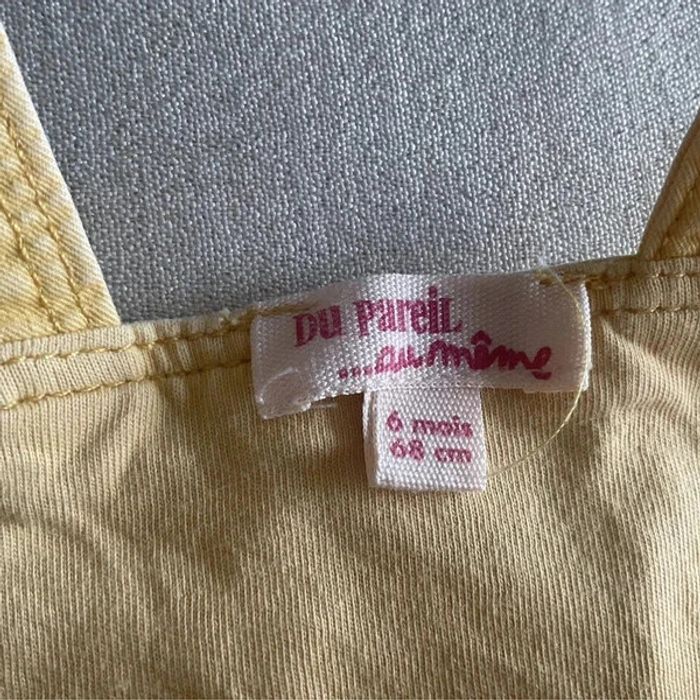 DU PAREIL
...au même
6 mois
68 cm